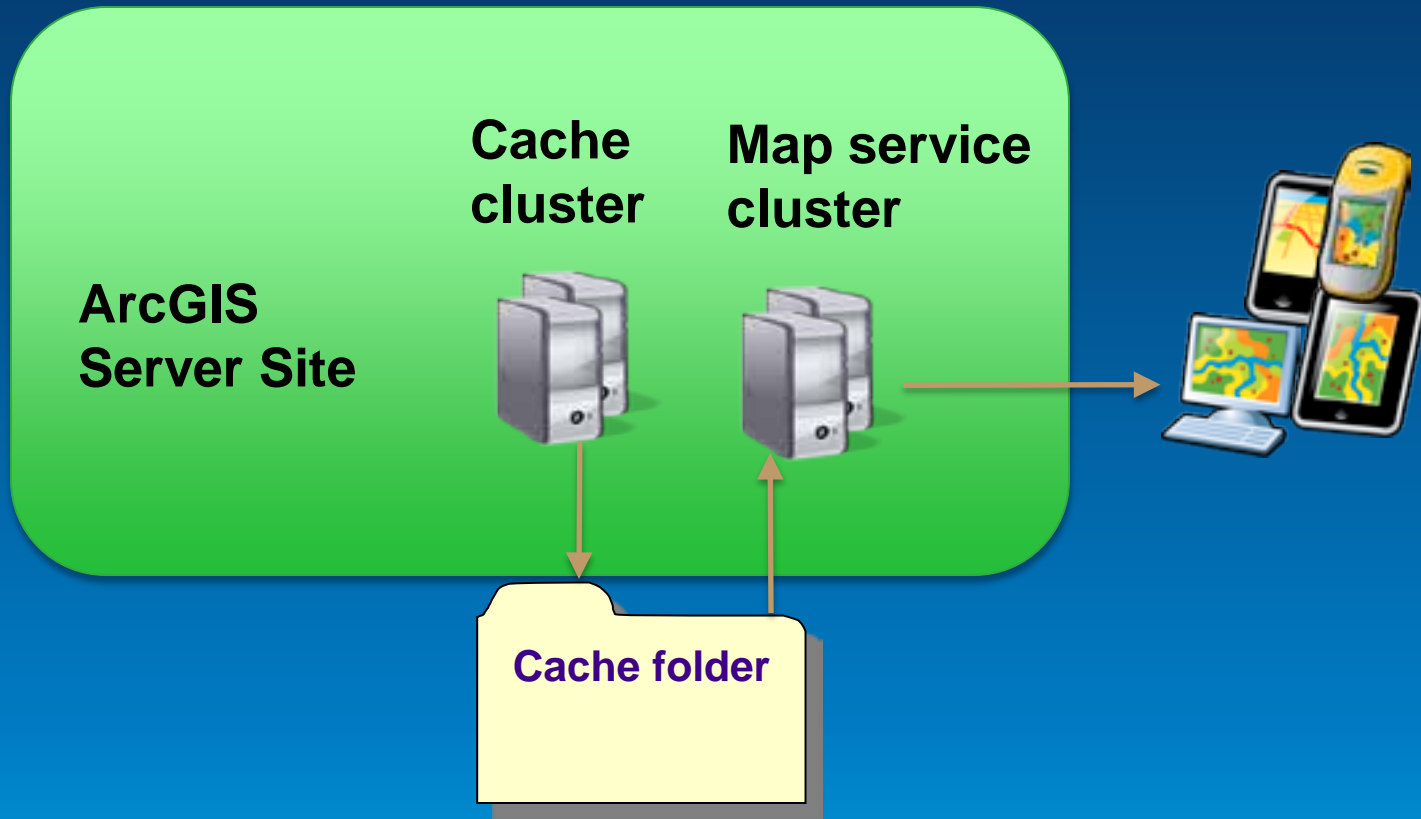 Cache
cluster
Map service
cluster
ArcGIS
Server Site
Cache folder